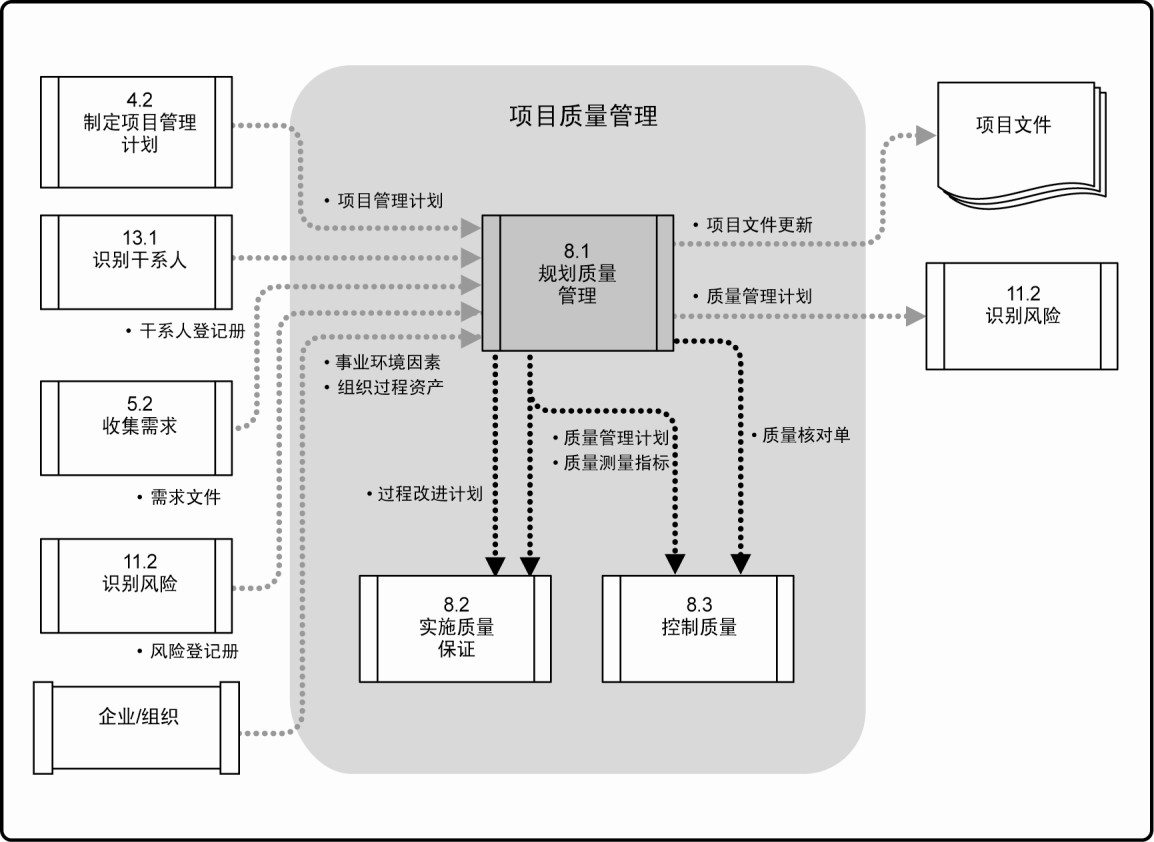 项目质量管理
4.2
制定项目管理
计划
• 项目管理计划
13.1
识别干系人
• 干系人登记册
5.2
收集需求
• 需求文件
11.2
识别风险
• 风险登记册
企业/组织
• 事业环境因素
• 组织过程资产
8.1
规划质量
管理
• 项目文件更新
项目文件
• 质量管理计划
11.2
识别风险
• 质量管理计划
• 质量测量指标
• 质量核对单
• 过程改进计划
8.2
实施质量
保证
8.3
控制质量